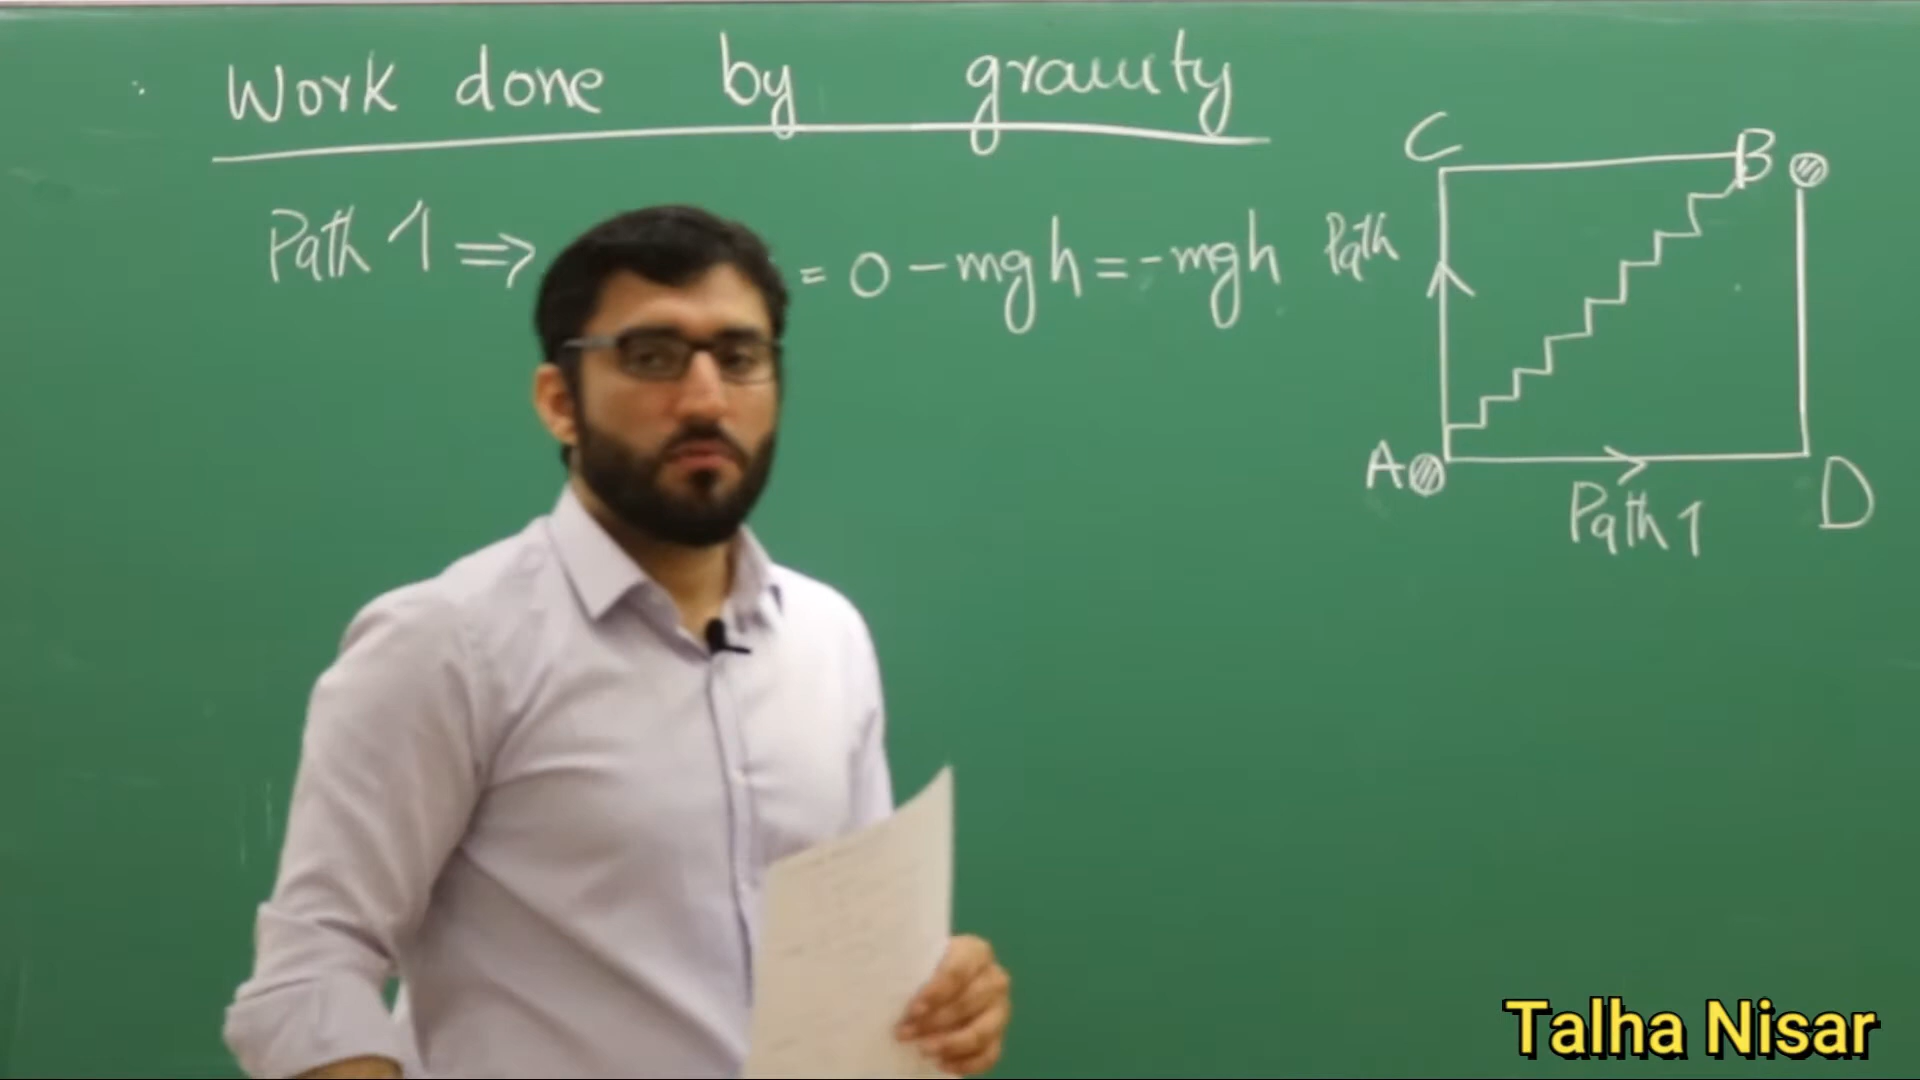 Work done by gravity
Path 1 ⇒ = 0 - mgh = -mgh
C
B
Path
A
D
Path 1
Talha Nisar